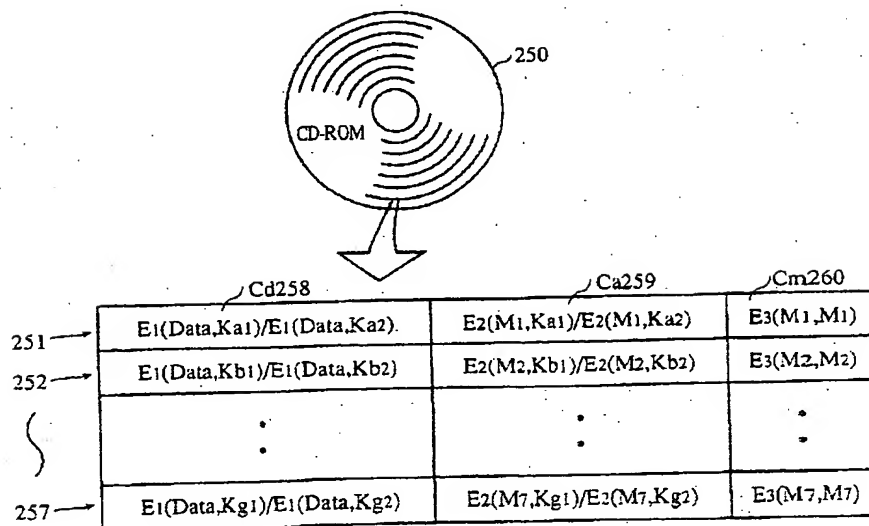 250
CD-ROM
Cd258 Ca259 Cm260
251 E1(Data,Ka1)/E1(Data,Ka2). E2(M1,Ka1)/E2(M1,Ka2) E3(M1,M1)
252 E1(Data,Kb1)/E1(Data,Kb2) E2(M2,Kb1)/E2(M2,Kb2) E3(M2,M2)
257 E1(Data,Kg1)/E1(Data,Kg2) E2(M7,Kg1)/E2(M7,Kg2) E3(M7,M7)